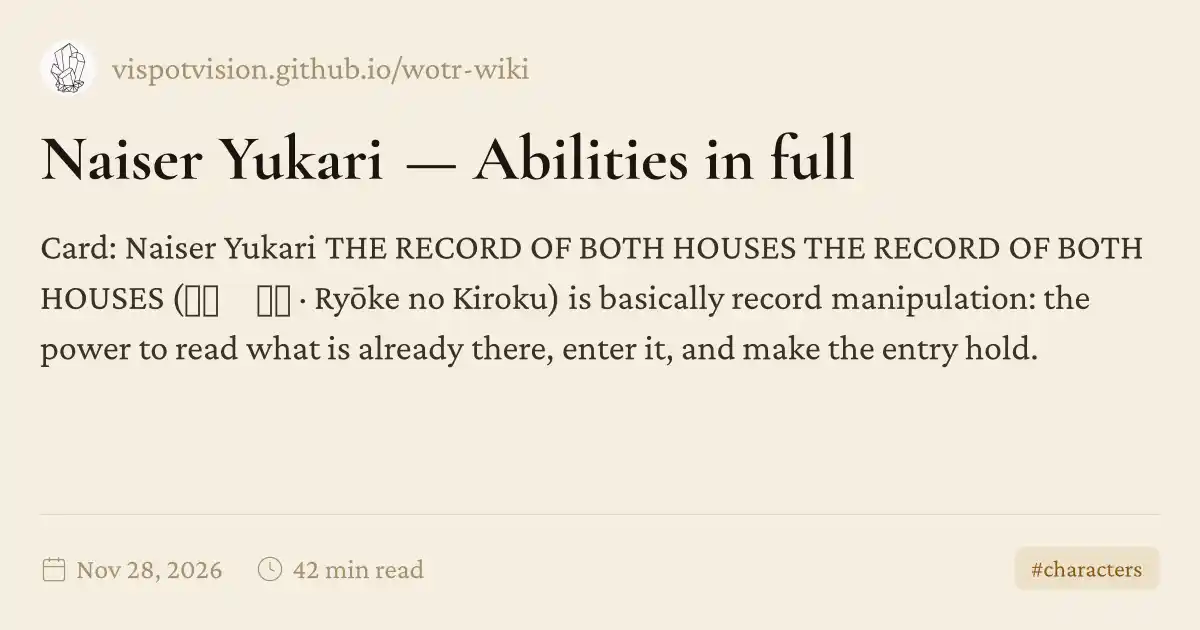 vispotvision.github.io/wotr-wiki
Naiser Yukari — Abilities in full
Card: Naiser Yukari THE RECORD OF BOTH HOUSES THE RECORD OF BOTH
HOUSES (□□ □□ · Ryōke no Kiroku) is basically record manipulation: the
power to read what is already there, enter it, and make the entry hold.
Nov 28, 2026
42 min read
#characters